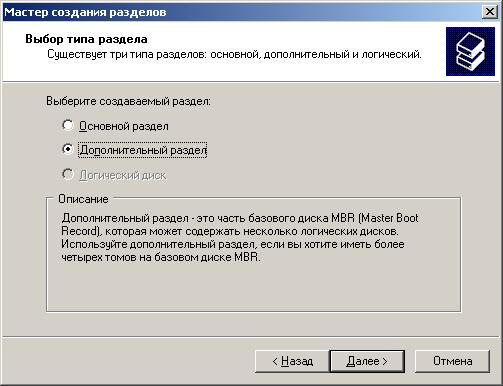 Мастер создания разделов
Выбор типа раздела
Существует три типа разделов: основной, дополнительный и логический.
Выберите создаваемый раздел:
Основной раздел
Дополнительный раздел
Логический диск
Описание
Дополнительный раздел - это часть базового диска MBR (Master Boot
Record), которая может содержать несколько логических дисков.
Используйте дополнительный раздел, если вы хотите иметь более
четырех томов на базовом диске MBR.
< Назад
Далее >
Отмена